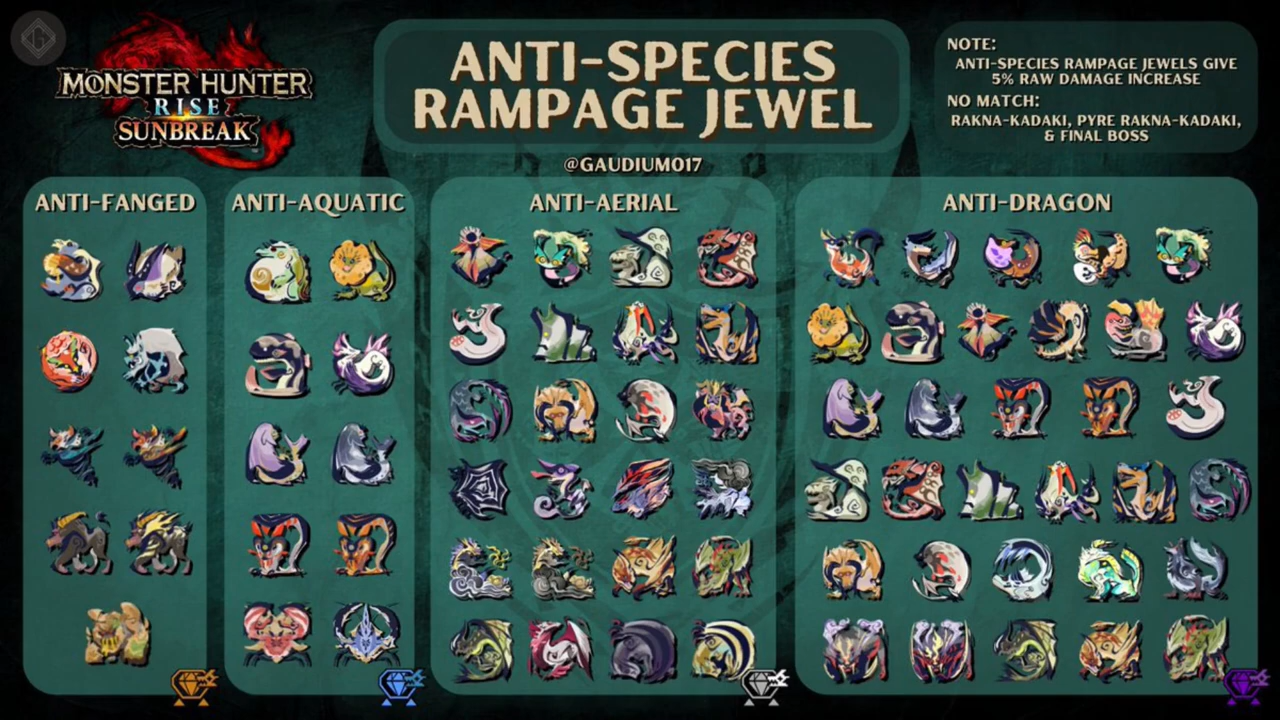 MONSTER HUNTER
RISE
SUNBREAK
ANTI-SPECIES
RAMPAGE JEWEL
@GAUDIUM017
NOTE:
ANTI-SPECIES RAMPAGE JEWELS GIVE
5% RAW DAMAGE INCREASE
NO MATCH:
RAKNA-KADAKI, PYRE RAKNA-KADAKI,
& FINAL BOSS
ANTI-FANGED
ANTI-AQUATIC
ANTI-AERIAL
ANTI-DRAGON